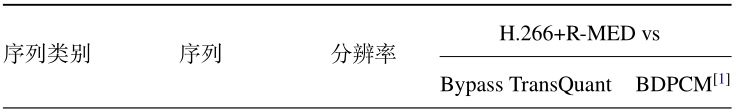 H.266+R-MED vs
序列类别 序列 分辨率
Bypass TransQuant BDPCM[1]